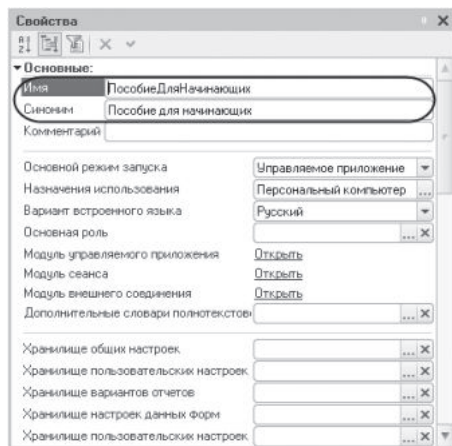 Свойства
Основные:
Имя ПособиеДляНачинающих
Синоним Пособие для начинающих
Комментарий
Основной режим запуска Управляемое приложение
Назначения использования Персональный компьютер ...
Вариант встроенного языка Русский
Основная роль ...
Модуль управляемого приложения Открыть
Модуль сеанса Открыть
Модуль внешнего соединения Открыть
Дополнительные словари полнотекстов ...
Хранилище общих настроек ...
Хранилище пользовательских настроек ...
Хранилище вариантов отчетов ...
Хранилище настроек данных форм ...
Хранилище пользовательских настроек ...